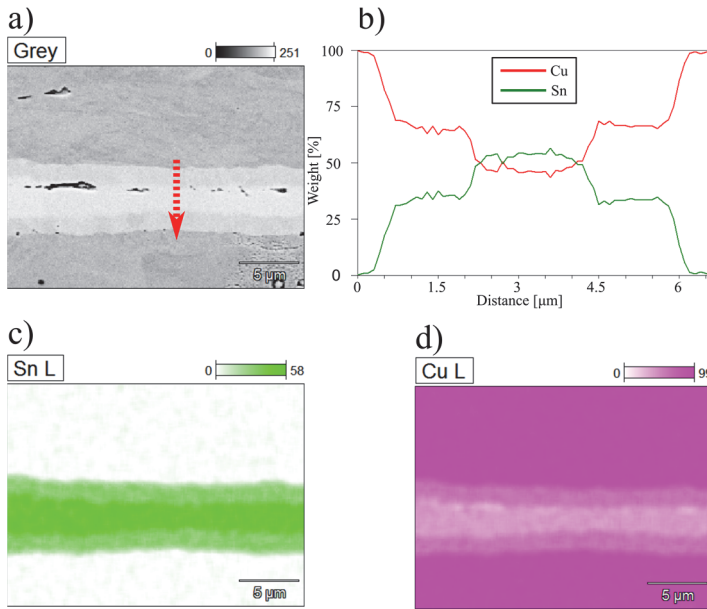 a)
Grey
0 251
5 µm
b)
100
75
50
25
0
Weight [%]
Cu
Sn
0 1.5 3 4.5 6
Distance [µm]
c)
Sn L
0 58
5 µm
d)
Cu L
0 99
5 µm